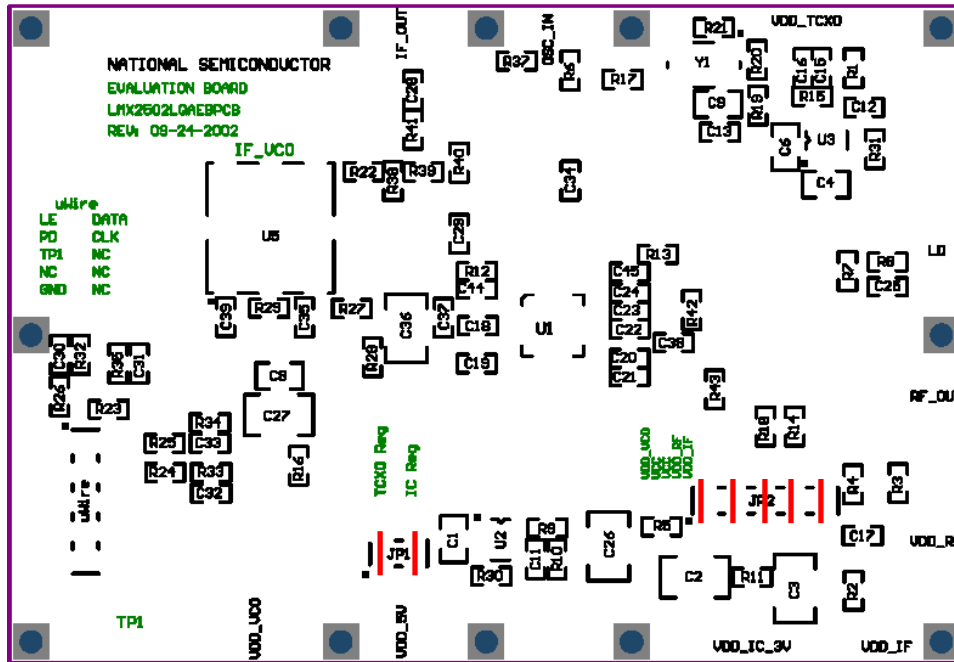 VDD_TCXO
IF_OUT
OSC_IN
R21
NATIONAL SEMICONDUCTOR
EVALUATION BOARD
LMX2502LQAEBPCB
REV: 09-24-2002
IF_VCO
R37
R6
R17
Y1
R20
C16
C15
R1
C28
R41
C9
R19
R15
C12
C13
C6
U3
R31
R22
R38
R39
R40
C34
C4
uWire
LE DATA
PD CLK
TP1 NC
NC NC
GND NC
U5
C29
R13
LD
R12
C44
C45
C24
C23
C22
R7
R8
C25
C39
R29
C35
R27
C36
C37
C18
U1
R42
C38
C30
R32
R35
C31
R28
C19
C20
C21
R26
C8
R43
RF_OU
R23
C27
R34
C33
R25
R24
R33
C32
R16
TCXO Reg
IC Reg
VDD_VCO
VDD_RF
VDD_IF
R18
R14
uWire
R4
R3
JP2
JP1
C1
U2
R9
C11
R10
R30
C26
R5
C17
VDD_R
C2
R11
C3
R2
TP1
VDD_VCO
VDD_5V
VDD_IC_3V
VDD_IF